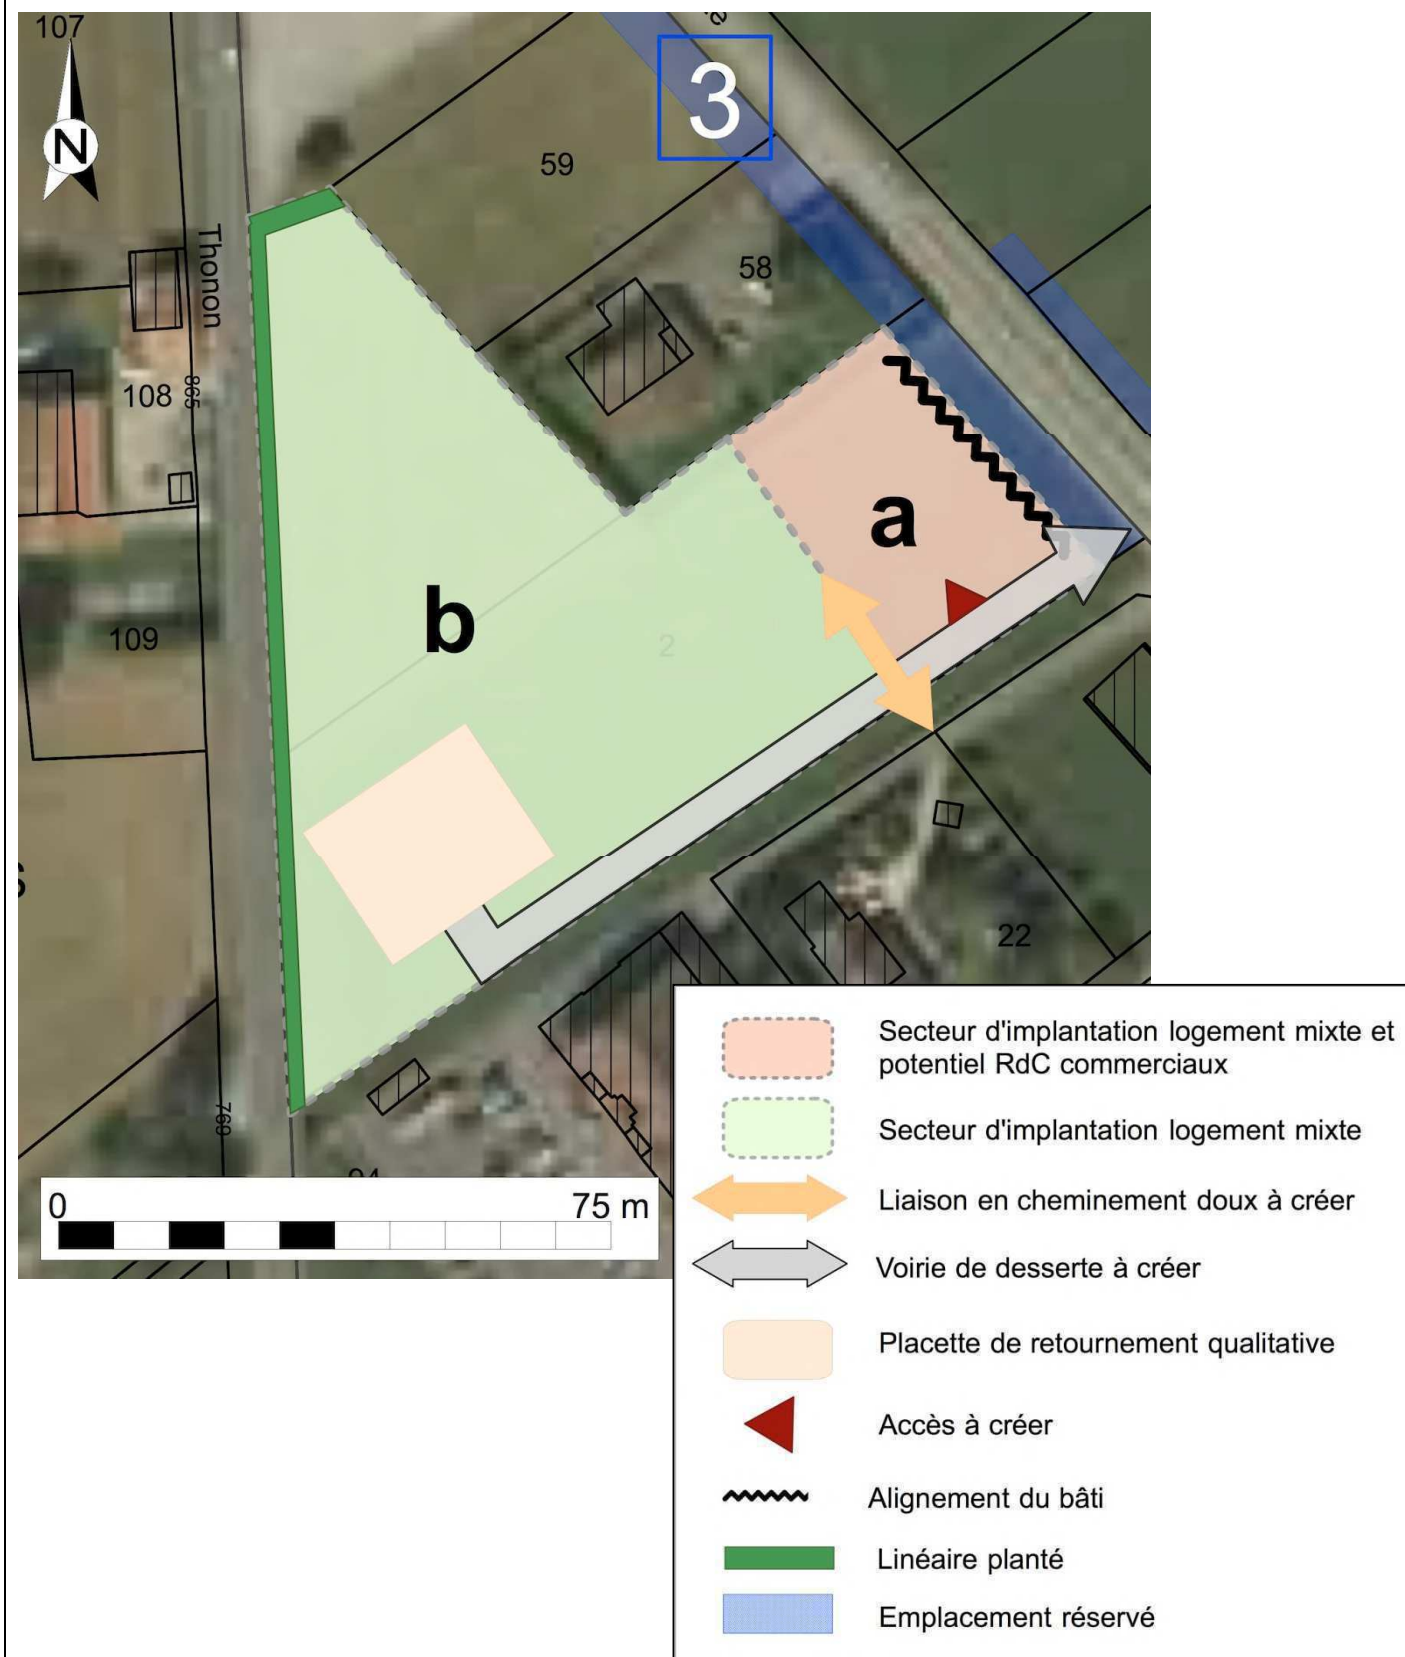 107
3
N
59
Thonon
58
108
865
a
b
2
109
22
760
0 75 m
Secteur d'implantation logement mixte et
potentiel RdC commerciaux
Secteur d'implantation logement mixte
Liaison en cheminement doux à créer
Voirie de desserte à créer
Placette de retournement qualitative
Accès à créer
Alignement du bâti
Linéaire planté
Emplacement réservé